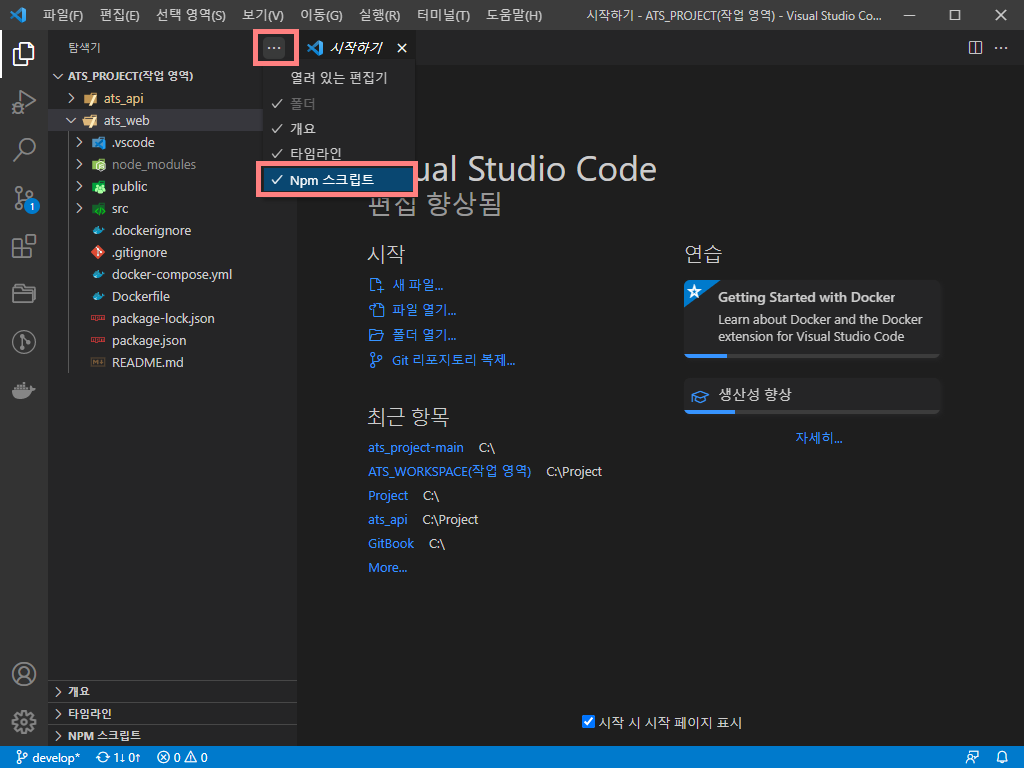 파일(F) 편집(E) 선택 영역(S) 보기(V) 이동(G) 실행(R) 터미널(T) 도움말(H) 시작하기 - ATS_PROJECT(작업 영역) - Visual Studio Co...
탐색기
시작하기
ATS_PROJECT(작업 영역)
ats_api
ats_web
.vscode
node_modules
public
src
.dockerignore
.gitignore
docker-compose.yml
Dockerfile
package-lock.json
package.json
README.md
개요
타임라인
NPM 스크립트
열려 있는 편집기
폴더
개요
타임라인
Npm 스크립트
ual Studio Code
편집 향상됨
시작
새 파일...
파일 열기...
폴더 열기...
Git 리포지토리 복제...
최근 항목
ats_project-main C:\
ATS_WORKSPACE(작업 영역) C:\Project
Project C:\
ats_api C:\Project
GitBook C:\
More...
연습
Getting Started with Docker
Learn about Docker and the Docker
extension for Visual Studio Code
생산성 향상
자세히...
시작 시 시작 페이지 표시
1
develop* 1↓ 0↑ 0 0